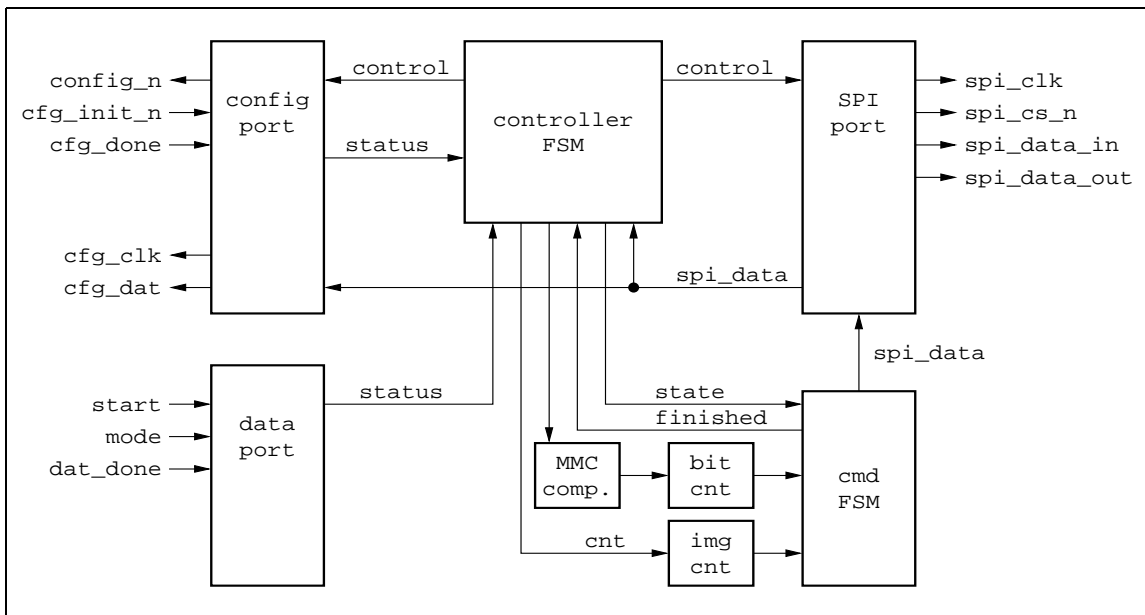 config_n
cfg_init_n
cfg_done
cfg_clk
cfg_dat
config
port
control
status
controller
FSM
control
SPI
port
spi_clk
spi_cs_n
spi_data_in
spi_data_out
spi_data
spi_data
start
mode
dat_done
data
port
status
state
finished
MMC
comp.
bit
cnt
cnt
img
cnt
cmd
FSM